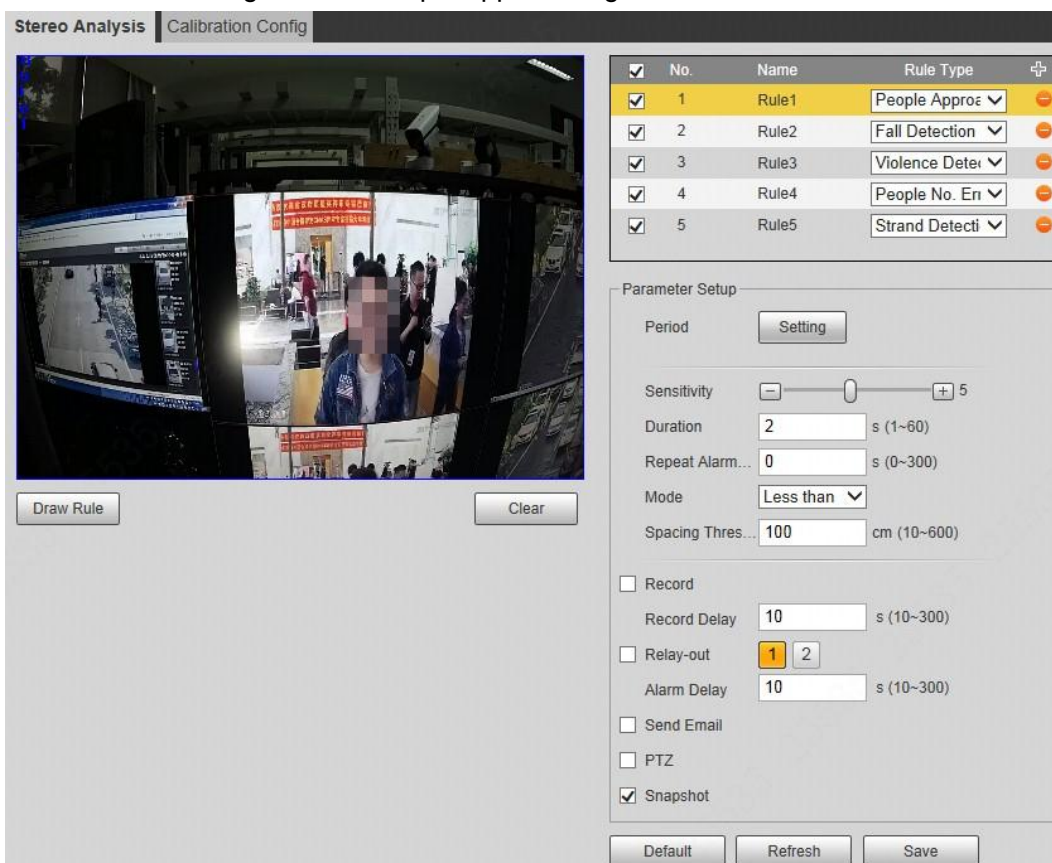 Stereo Analysis Calibration Config
No. Name Rule Type
1 Rule1 People Approa
2 Rule2 Fall Detection
3 Rule3 Violence Detec
4 Rule4 People No. Err
5 Rule5 Strand Detecti
Parameter Setup
Period Setting
Sensitivity 5
Duration 2 s (1~60)
Repeat Alarm... 0 s (0~300)
Mode Less than
Spacing Thres... 100 cm (10~600)
Draw Rule Clear
Record
Record Delay 10 s (10~300)
Relay-out 1 2
Alarm Delay 10 s (10~300)
Send Email
PTZ
Snapshot
Default Refresh Save